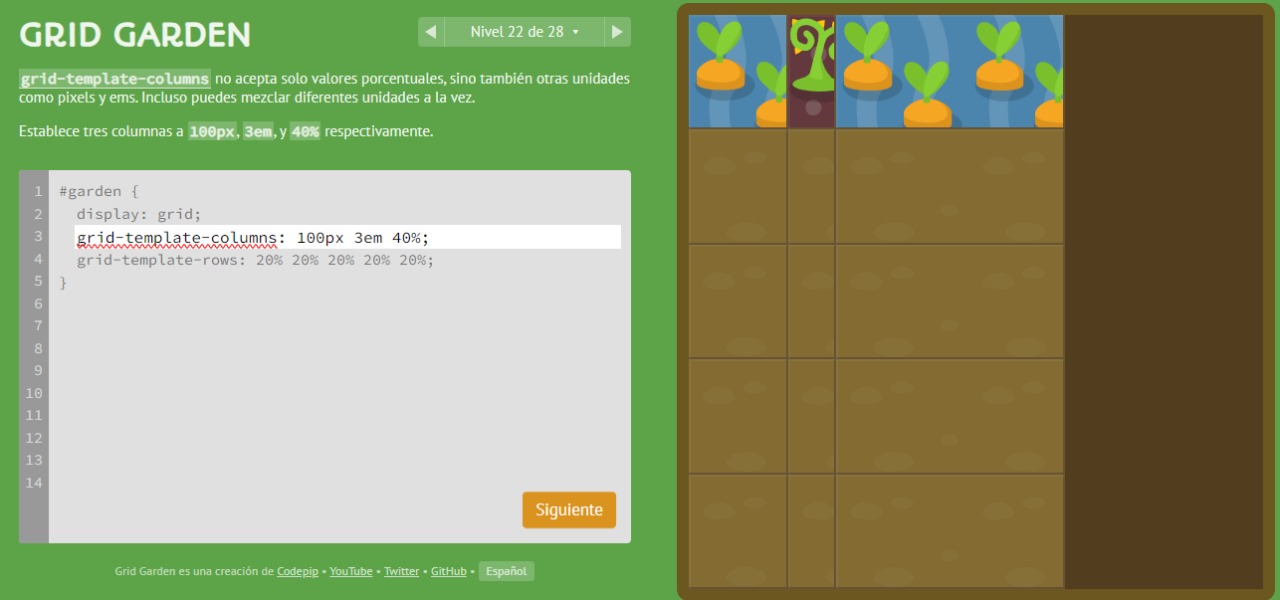 GRID GARDEN
◀ Nivel 22 de 28 ▾ ▶
grid-template-columns no acepta solo valores porcentuales, sino también otras unidades
como pixels y ems. Incluso puedes mezclar diferentes unidades a la vez.
Establece tres columnas a 100px, 3em, y 40% respectivamente.
1 #garden {
2 display: grid;
3 grid-template-columns: 100px 3em 40%;
4 grid-template-rows: 20% 20% 20% 20% 20%;
5 }
6
7
8
9
10
11
12
13
14
Siguiente
Grid Garden es una creación de Codepip • YouTube • Twitter • GitHub • Español